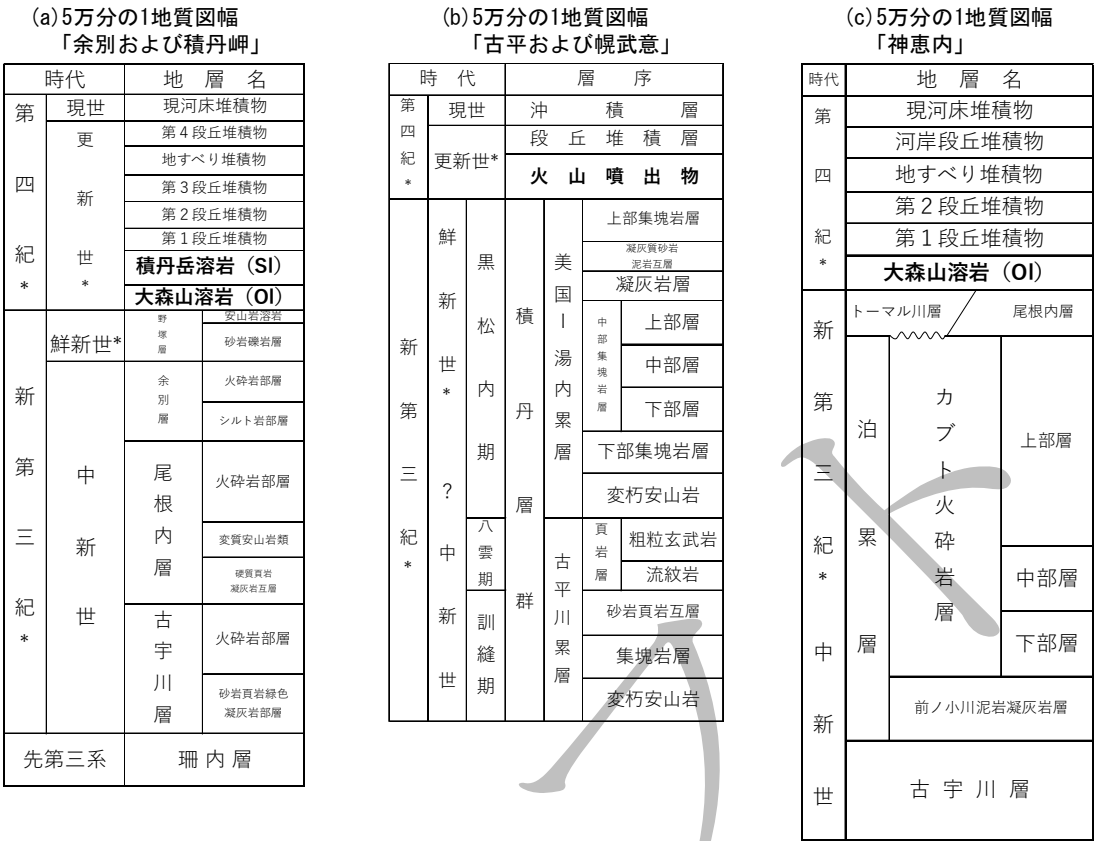 (a)5万分の1地質図幅
「余別および積丹岬」
時代 地層名
第四紀*
現世 現河床堆積物
更新世*
第4段丘堆積物
地すべり堆積物
第3段丘堆積物
第2段丘堆積物
第1段丘堆積物
積丹岳溶岩(Sl)
大森山溶岩(Ol)
新第三紀*
鮮新世*
野塚層
安山岩溶岩
砂岩礫岩層
中新世
余別層
火砕岩部層
シルト岩部層
尾根内層
火砕岩部層
変質安山岩類
硬質頁岩
凝灰岩互層
古宇川層
火砕岩部層
砂岩頁岩緑色
凝灰岩部層
先第三系 珊内層
(b)5万分の1地質図幅
「古平および幌武意」
時代 層序
第四紀*
現世 沖積層
更新世*
段丘堆積層
火山噴出物
新第三紀*
鮮新世*
?
中新世
黒松内期
八雲期
訓縫期
積丹層群
美国ー湯内累層
上部集塊岩層
凝灰質砂岩
泥岩互層
凝灰岩層
中部集塊岩層
上部層
中部層
下部層
下部集塊岩層
変朽安山岩
古平川累層
頁岩層
粗粒玄武岩
流紋岩
砂岩頁岩互層
集塊岩層
変朽安山岩
(c)5万分の1地質図幅
「神恵内」
時代 地層名
第四紀*
現河床堆積物
河岸段丘堆積物
地すべり堆積物
第2段丘堆積物
第1段丘堆積物
大森山溶岩(Ol)
新第三紀*
中新世
トーマル川層 尾根内層
泊累層
カブト火砕岩層
上部層
中部層
下部層
前ノ小川泥岩凝灰岩層
古宇川層